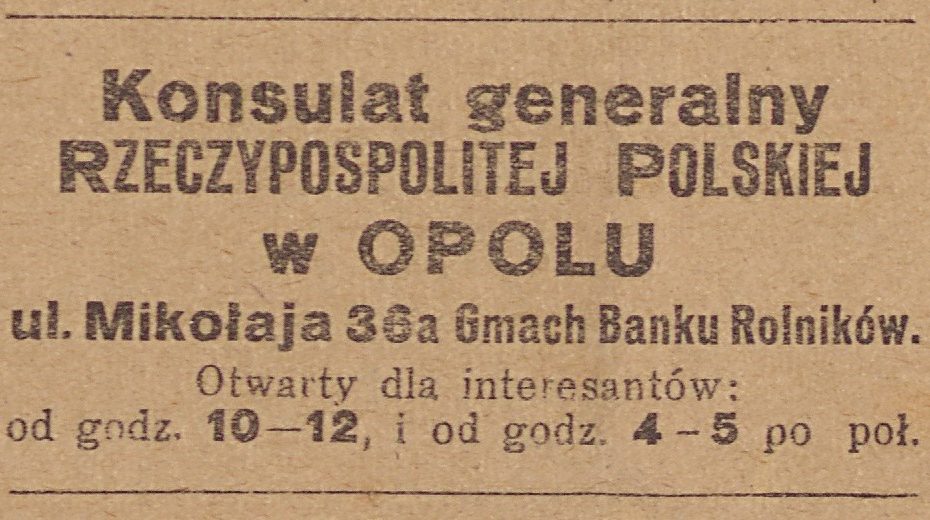 Konsulat generalny
RZECZYPOSPOLITEJ POLSKIEJ
w OPOLU
ul. Mikołaja 36a Gmach Banku Rolników.
Otwarty dla interesantów:
od godz. 10—12, i od godz. 4-5 po poł.